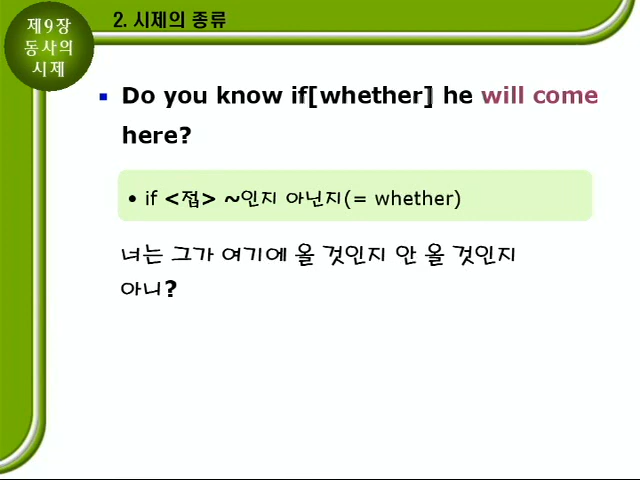 제9장
동사의
시제
2. 시제의 종류
▪ Do you know if[whether] he will come
here?
• if <접> ~인지 아닌지(= whether)
너는 그가 여기에 올 것인지 안 올 것인지
아니?